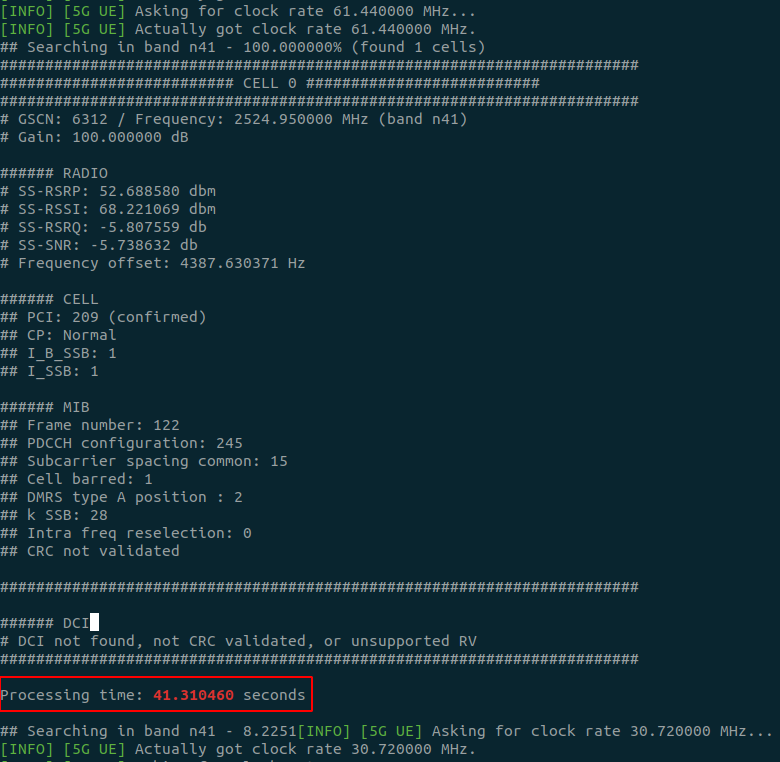 [INFO] [5G UE] Asking for clock rate 61.440000 MHz...
[INFO] [5G UE] Actually got clock rate 61.440000 MHz.
## Searching in band n41 - 100.000000% (found 1 cells)
#######################################################################
########################## CELL 0 ##########################
#######################################################################
# GSCN: 6312 / Frequency: 2524.950000 MHz (band n41)
# Gain: 100.000000 dB
###### RADIO
# SS-RSRP: 52.688580 dbm
# SS-RSSI: 68.221069 dbm
# SS-RSRQ: -5.807559 db
# SS-SNR: -5.738632 db
# Frequency offset: 4387.630371 Hz
###### CELL
## PCI: 209 (confirmed)
## CP: Normal
## I_B_SSB: 1
## I_SSB: 1
###### MIB
## Frame number: 122
## PDCCH configuration: 245
## Subcarrier spacing common: 15
## Cell barred: 1
## DMRS type A position : 2
## k SSB: 28
## Intra freq reselection: 0
## CRC not validated
#######################################################################
###### DCI
# DCI not found, not CRC validated, or unsupported RV
#######################################################################
Processing time: 41.310460 seconds
## Searching in band n41 - 8.2251[INFO] [5G UE] Asking for clock rate 30.720000 MHz...
[INFO] [5G UE] Actually got clock rate 30.720000 MHz.